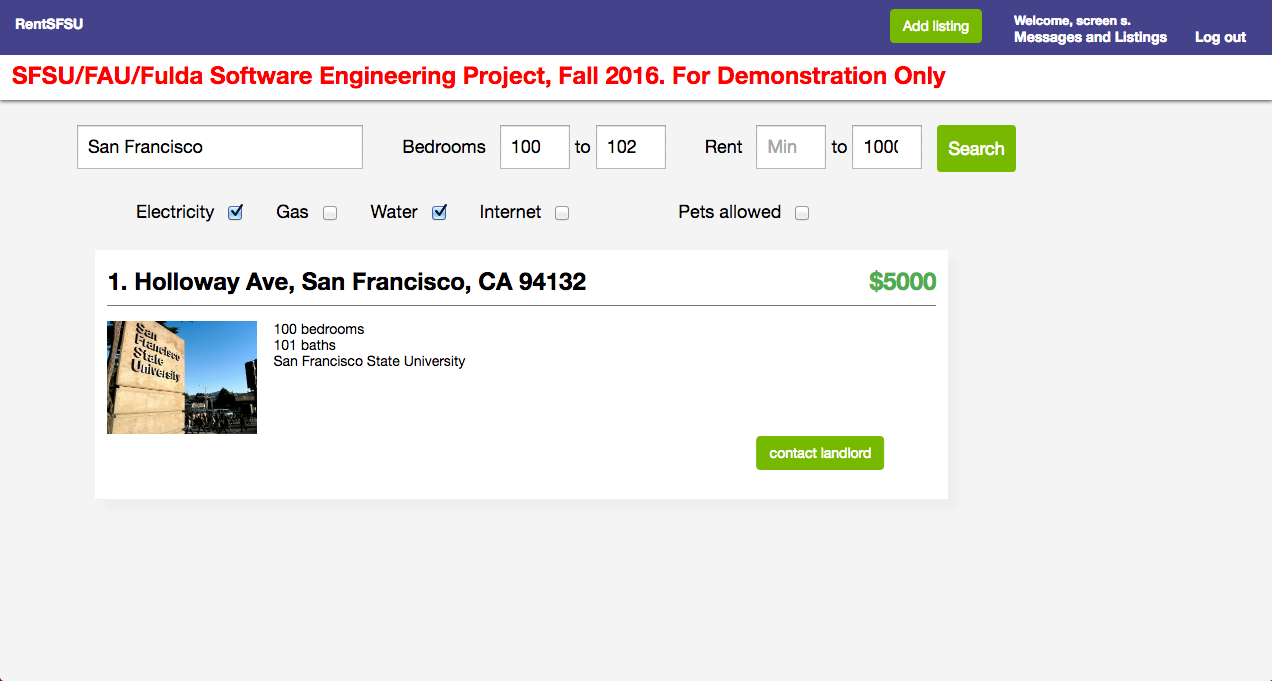 RentSFSU
Add listing
Welcome, screen s.
Messages and Listings
Log out
SFSU/FAU/Fulda Software Engineering Project, Fall 2016. For Demonstration Only
San Francisco
Bedrooms 100 to 102
Rent Min to 100
Search
Electricity Gas Water Internet Pets allowed
1. Holloway Ave, San Francisco, CA 94132 $5000
San
Francisco
State
University
100 bedrooms
101 baths
San Francisco State University
contact landlord